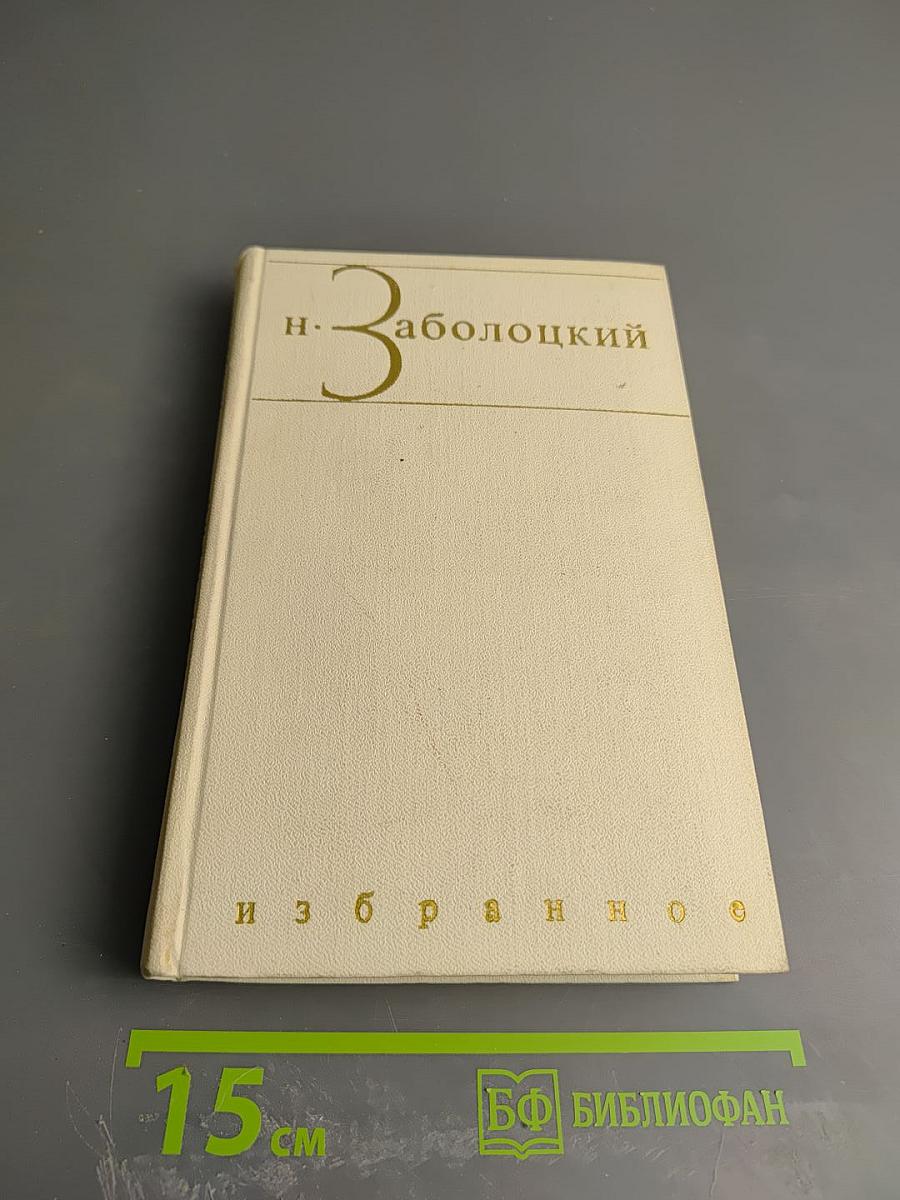 н. Заболоцкий
избранное
15 см
БФ БИБЛИОФАН